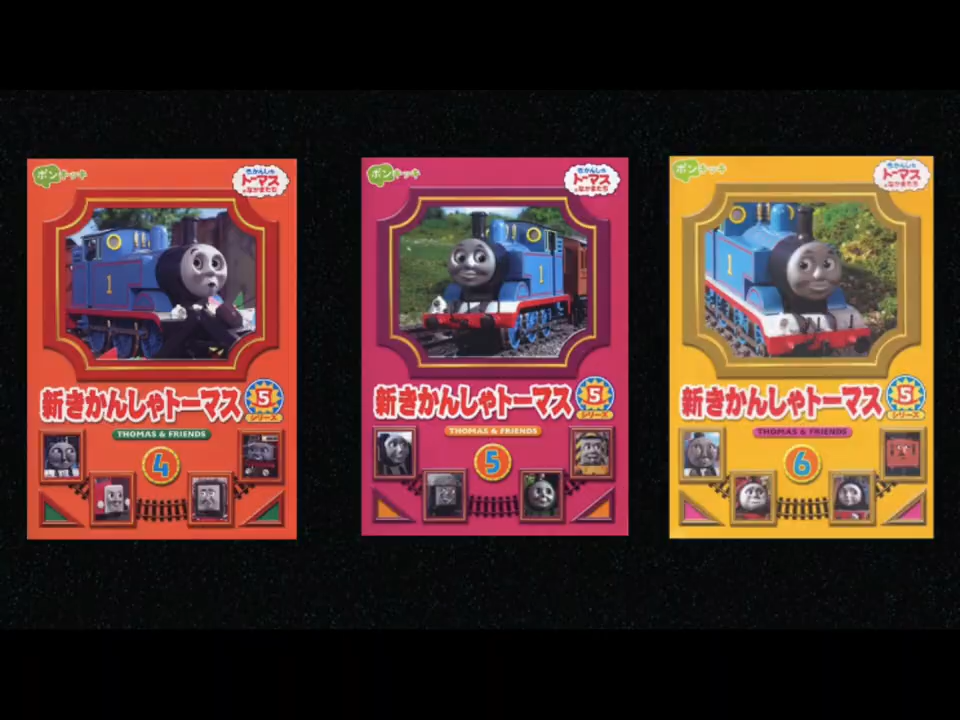 ポンキッキ
きかんしゃ
トーマス
となかまたち
1
新きかんしゃトーマス
5
シリーズ
THOMAS & FRIENDS
4
ポンキッキ
きかんしゃ
トーマス
となかまたち
1
新きかんしゃトーマス
5
シリーズ
THOMAS & FRIENDS
5
ポンキッキ
きかんしゃ
トーマス
となかまたち
1
新きかんしゃトーマス
5
シリーズ
THOMAS & FRIENDS
6